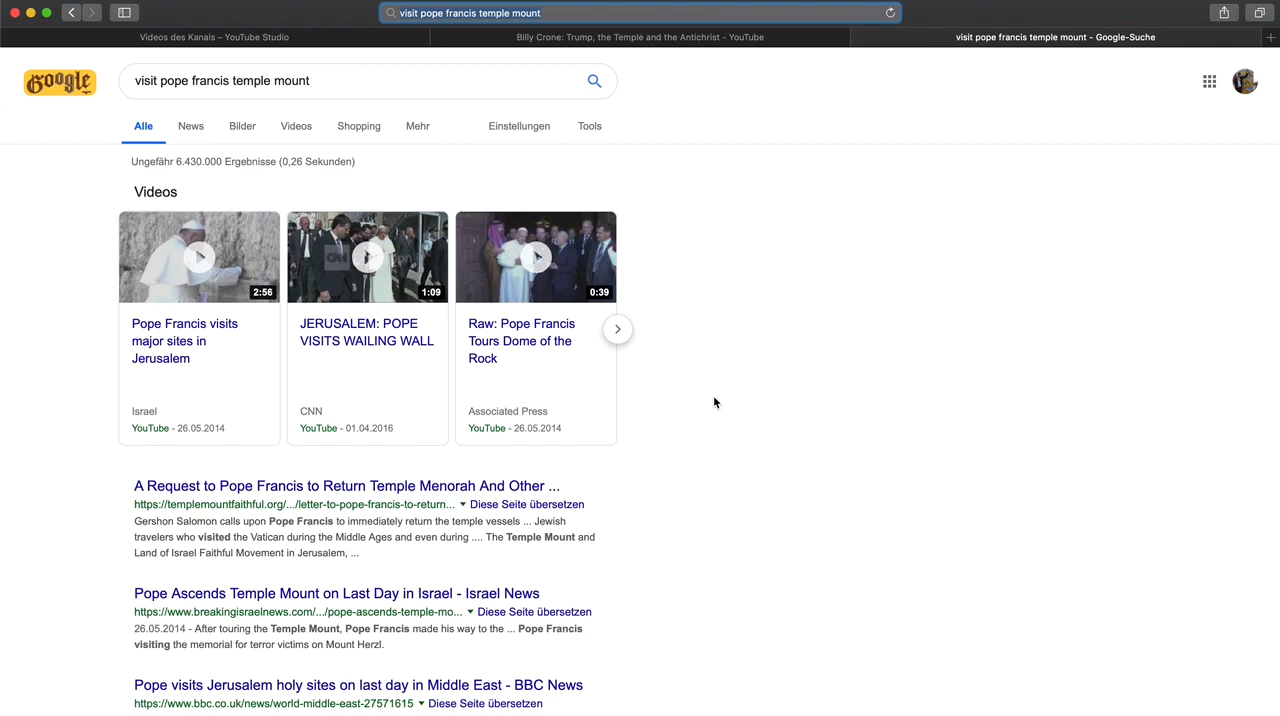 visit pope francis temple mount
Videos des Kanals – YouTube Studio
Billy Crone: Trump, the Temple and the Antichrist - YouTube
visit pope francis temple mount - Google-Suche
Google
visit pope francis temple mount
Alle
News
Bilder
Videos
Shopping
Mehr
Einstellungen
Tools
Ungefähr 6.430.000 Ergebnisse (0,26 Sekunden)
Videos
2:56
1:09
0:39
Pope Francis visits
major sites in
Jerusalem
Israel
YouTube - 26.05.2014
JERUSALEM: POPE
VISITS WAILING WALL
CNN
YouTube - 01.04.2016
Raw: Pope Francis
Tours Dome of the
Rock
Associated Press
YouTube - 26.05.2014
A Request to Pope Francis to Return Temple Menorah And Other ...
https://templemountfaithful.org/.../letter-to-pope-francis-to-return... ▼ Diese Seite übersetzen
Gershon Salomon calls upon Pope Francis to immediately return the temple vessels ... Jewish
travelers who visited the Vatican during the Middle Ages and even during .... The Temple Mount and
Land of Israel Faithful Movement in Jerusalem, ...
Pope Ascends Temple Mount on Last Day in Israel - Israel News
https://www.breakingisraelnews.com/.../pope-ascends-temple-mo... ▼ Diese Seite übersetzen
26.05.2014 - After touring the Temple Mount, Pope Francis made his way to the ... Pope Francis
visiting the memorial for terror victims on Mount Herzl.
Pope visits Jerusalem holy sites on last day in Middle East - BBC News
https://www.bbc.co.uk/news/world-middle-east-27571615 ▼ Diese Seite übersetzen